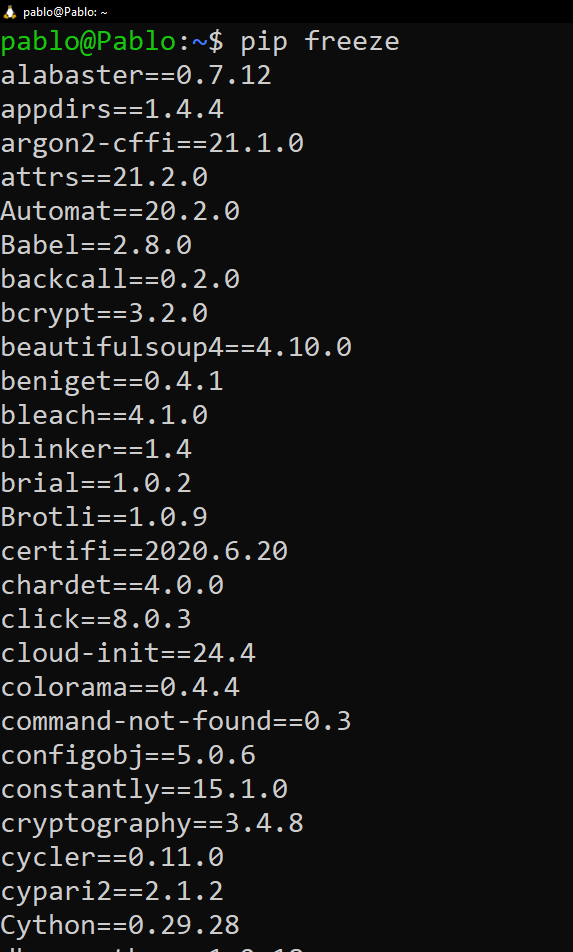 pablo@Pablo: ~
pablo@Pablo:~$ pip freeze
alabaster==0.7.12
appdirs==1.4.4
argon2-cffi==21.1.0
attrs==21.2.0
Automat==20.2.0
Babel==2.8.0
backcall==0.2.0
bcrypt==3.2.0
beautifulsoup4==4.10.0
beniget==0.4.1
bleach==4.1.0
blinker==1.4
brial==1.0.2
Brotli==1.0.9
certifi==2020.6.20
chardet==4.0.0
click==8.0.3
cloud-init==24.4
colorama==0.4.4
command-not-found==0.3
configobj==5.0.6
constantly==15.1.0
cryptography==3.4.8
cycler==0.11.0
cypari2==2.1.2
Cython==0.29.28